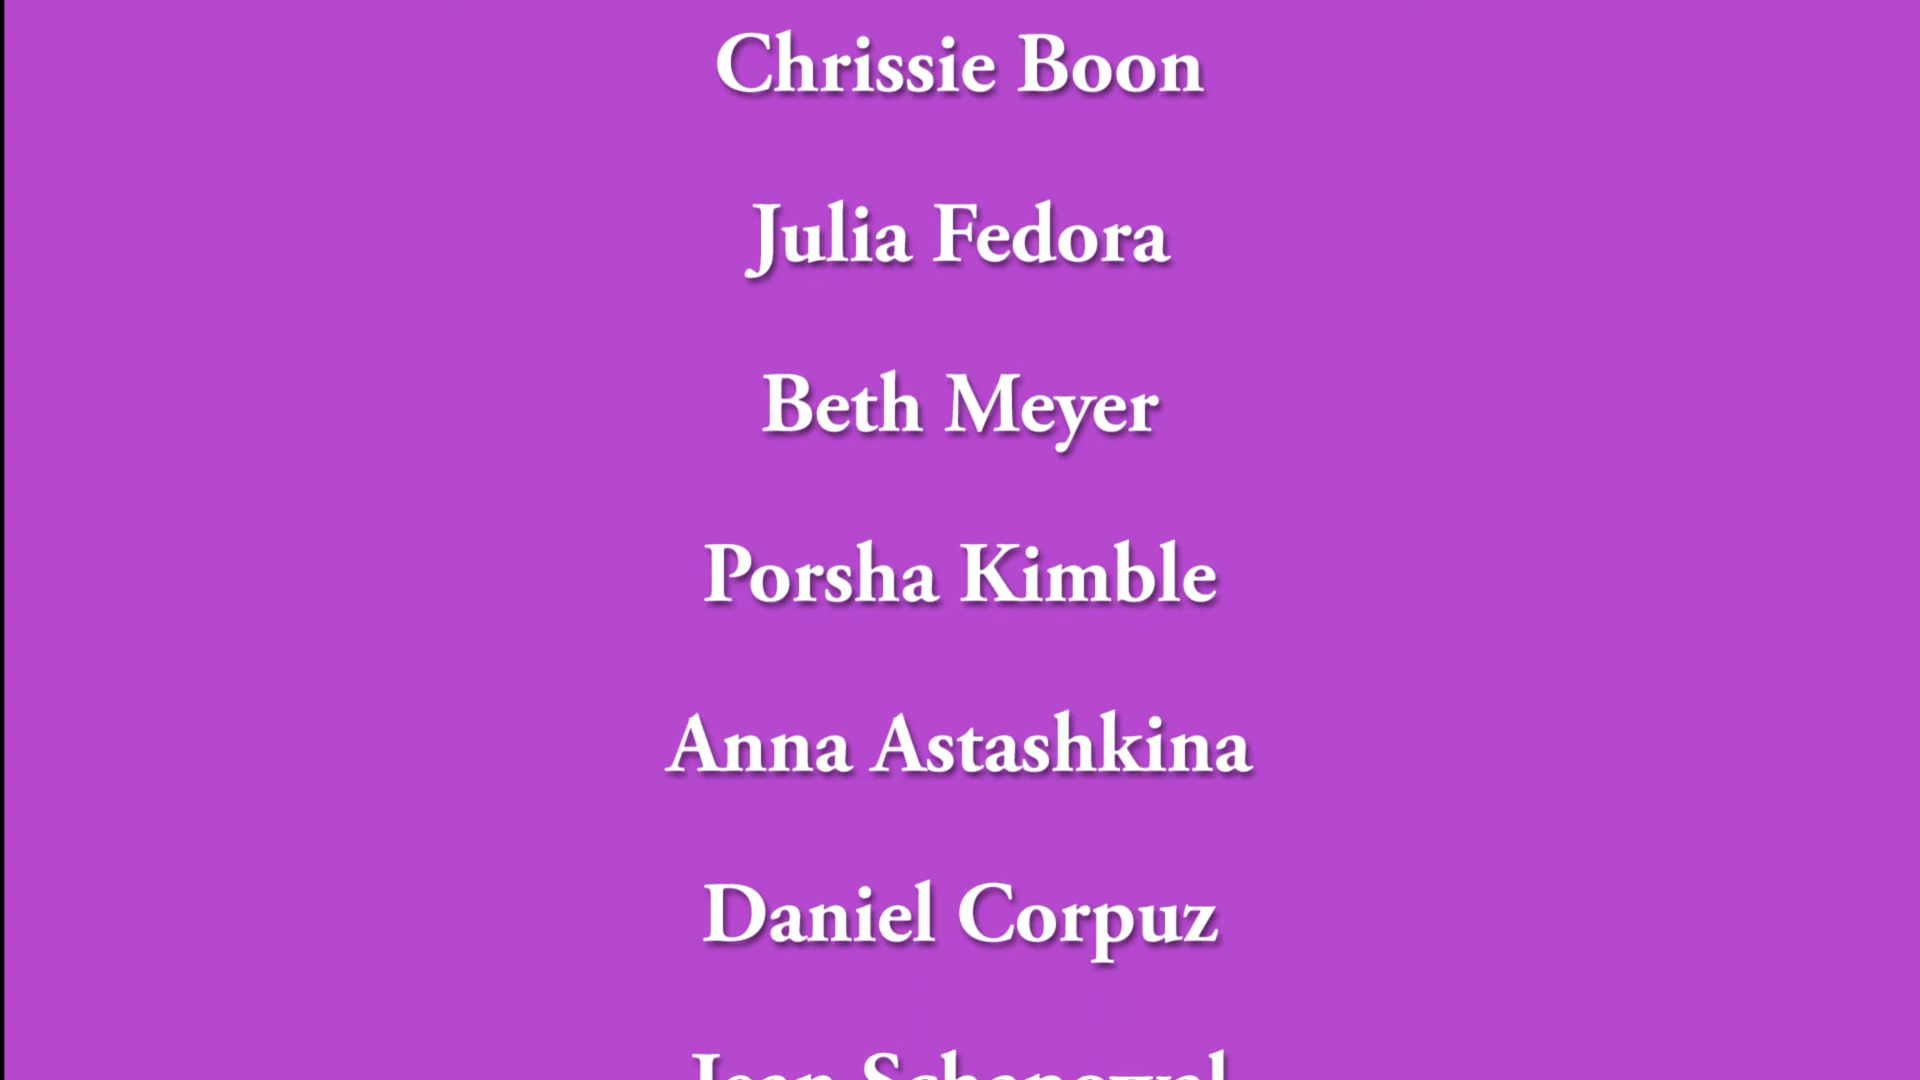 Chrissie Boon
Julia Fedora
Beth Meyer
Porsha Kimble
Anna Astashkina
Daniel Corpuz